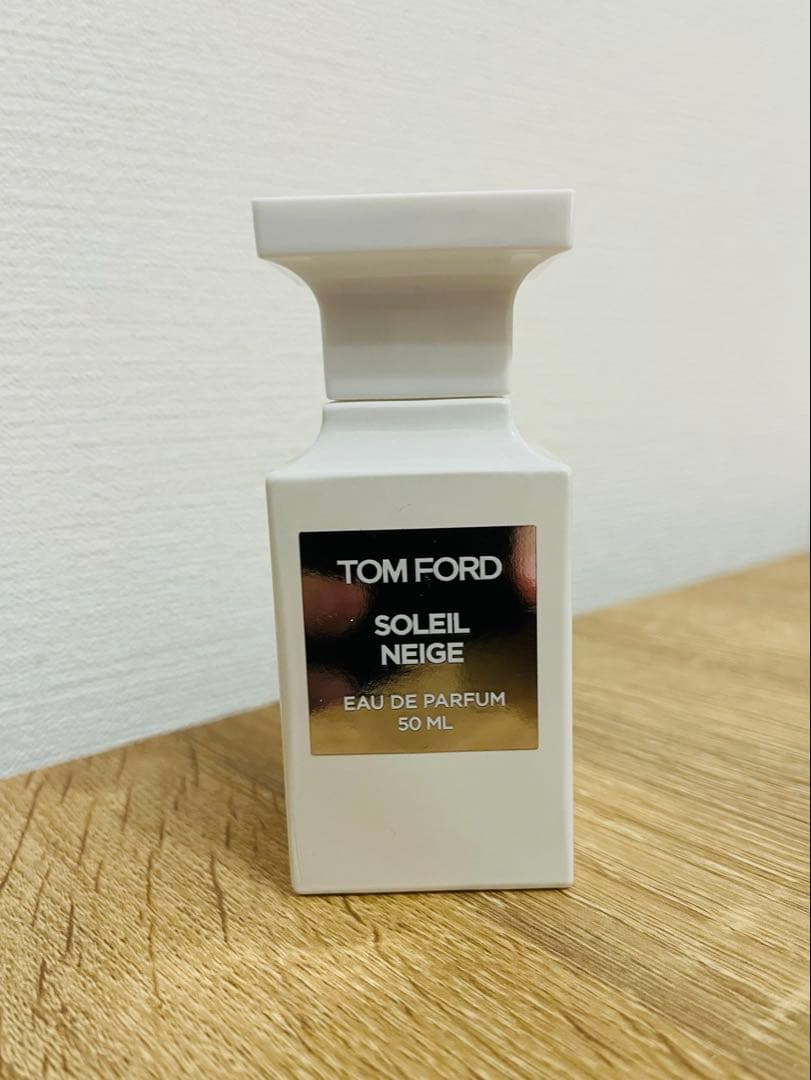 TOM FORD
SOLEIL
NEIGE
EAU DE PARFUM
50 ML